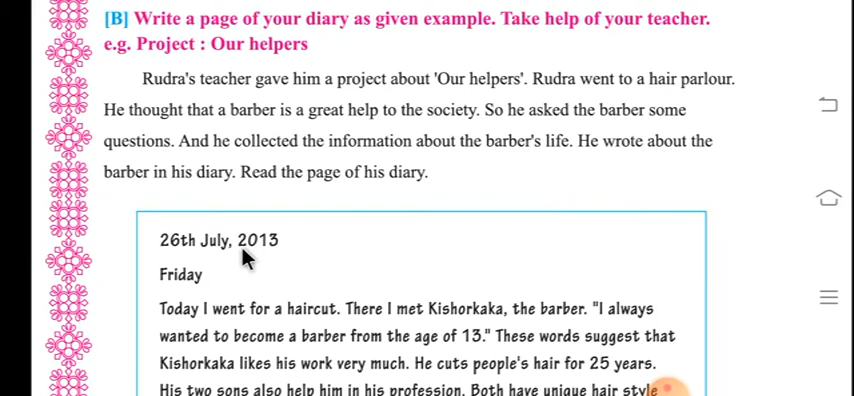 [B] Write a page of your diary as given example. Take help of your teacher.
e.g. Project : Our helpers
Rudra's teacher gave him a project about 'Our helpers'. Rudra went to a hair parlour.
He thought that a barber is a great help to the society. So he asked the barber some
questions. And he collected the information about the barber's life. He wrote about the
barber in his diary. Read the page of his diary.
26th July, 2013
Friday
Today I went for a haircut. There I met Kishorkaka, the barber. "I always
wanted to become a barber from the age of 13." These words suggest that
Kishorkaka likes his work very much. He cuts people's hair for 25 years.
His two sons also help him in his profession. Both have unique hair style